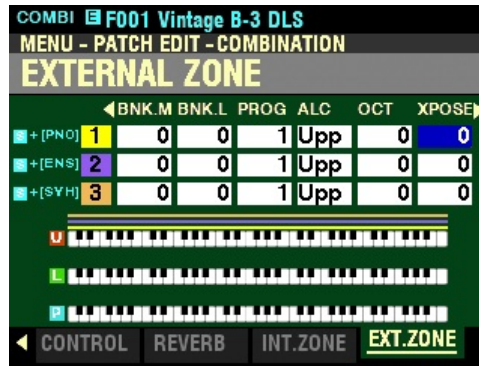 COMBI E F001 Vintage B-3 DLS
MENU - PATCH EDIT - COMBINATION
EXTERNAL ZONE
BNK.M BNK.L PROG ALC OCT XPOSE
S + [PNO] 1 0 0 1 Upp 0 0
S + [ENS] 2 0 0 1 Upp 0 0
S + [SYH] 3 0 0 1 Upp 0 0
U
L
P
CONTROL REVERB INT.ZONE EXT.ZONE